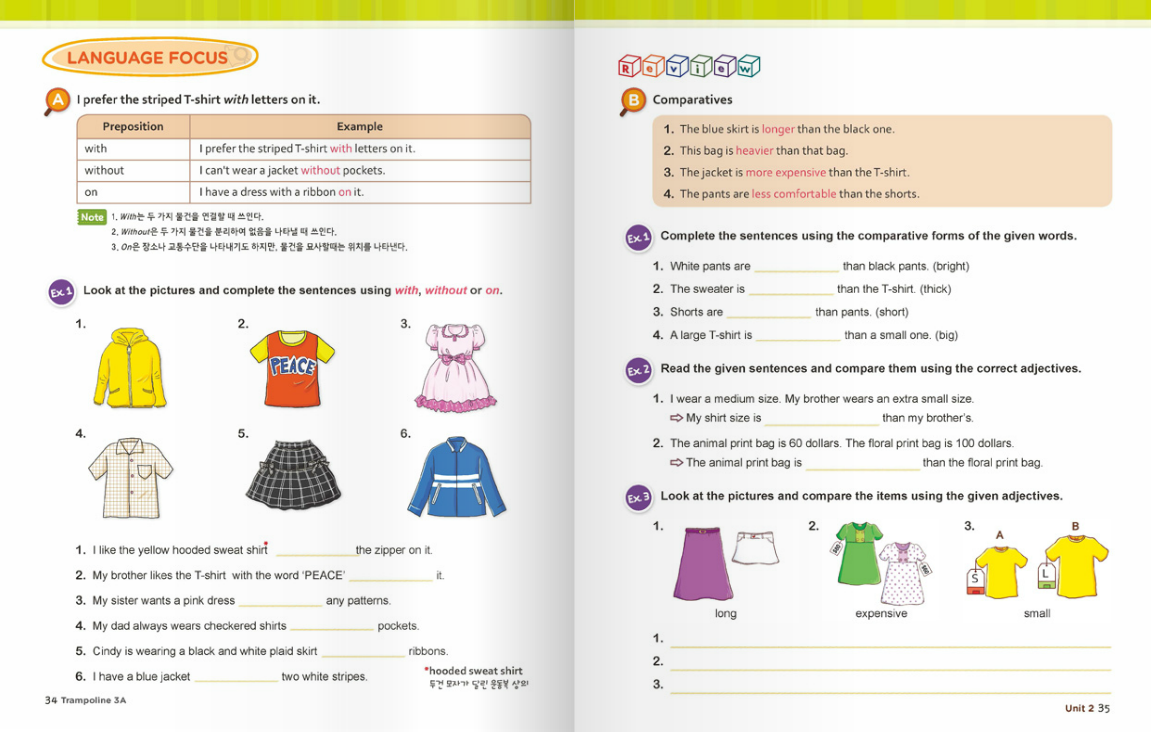 LANGUAGE FOCUS
A I prefer the striped T-shirt with letters on it.
Preposition Example
with I prefer the striped T-shirt with letters on it.
without I can't wear a jacket without pockets.
on I have a dress with a ribbon on it.
Note 1. With는 두 가지 물건을 연결할 때 쓰인다.
2. Without은 두 가지 물건을 분리하여 없음을 나타낼 때 쓰인다.
3. On은 장소나 교통수단을 나타내기도 하지만, 물건을 묘사할때는 위치를 나타낸다.
Ex.1 Look at the pictures and complete the sentences using with, without or on.
1. 2. 3.
PEACE
4. 5. 6.
1. I like the yellow hooded sweat shirt* ____________ the zipper on it.
2. My brother likes the T-shirt with the word 'PEACE' ____________ it.
3. My sister wants a pink dress ____________ any patterns.
4. My dad always wears checkered shirts ____________ pockets.
5. Cindy is wearing a black and white plaid skirt ____________ ribbons.
6. I have a blue jacket ____________ two white stripes.
*hooded sweat shirt
두건 모자가 달린 운동복 상의
34 Trampoline 3A
Review
B Comparatives
1. The blue skirt is longer than the black one.
2. This bag is heavier than that bag.
3. The jacket is more expensive than the T-shirt.
4. The pants are less comfortable than the shorts.
Ex.1 Complete the sentences using the comparative forms of the given words.
1. White pants are ____________ than black pants. (bright)
2. The sweater is ____________ than the T-shirt. (thick)
3. Shorts are ____________ than pants. (short)
4. A large T-shirt is ____________ than a small one. (big)
Ex.2 Read the given sentences and compare them using the correct adjectives.
1. I wear a medium size. My brother wears an extra small size.
⇨ My shirt size is ________________ than my brother's.
2. The animal print bag is 60 dollars. The floral print bag is 100 dollars.
⇨ The animal print bag is ________________ than the floral print bag.
Ex.3 Look at the pictures and compare the items using the given adjectives.
1. 2. 3.
A B
S L
long expensive small
1.
2.
3.
Unit 2 35